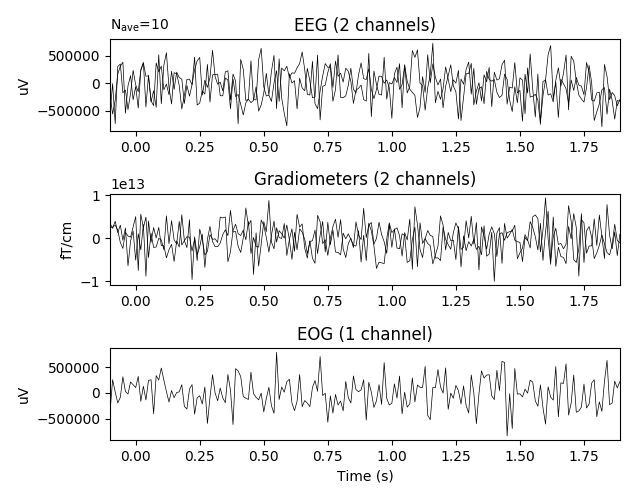 N_ave=10
EEG (2 channels)
uV
500000
0
−500000
0.00 0.25 0.50 0.75 1.00 1.25 1.50 1.75
1e13
Gradiometers (2 channels)
fT/cm
1
0
−1
0.00 0.25 0.50 0.75 1.00 1.25 1.50 1.75
EOG (1 channel)
uV
500000
0
−500000
0.00 0.25 0.50 0.75 1.00 1.25 1.50 1.75
Time (s)